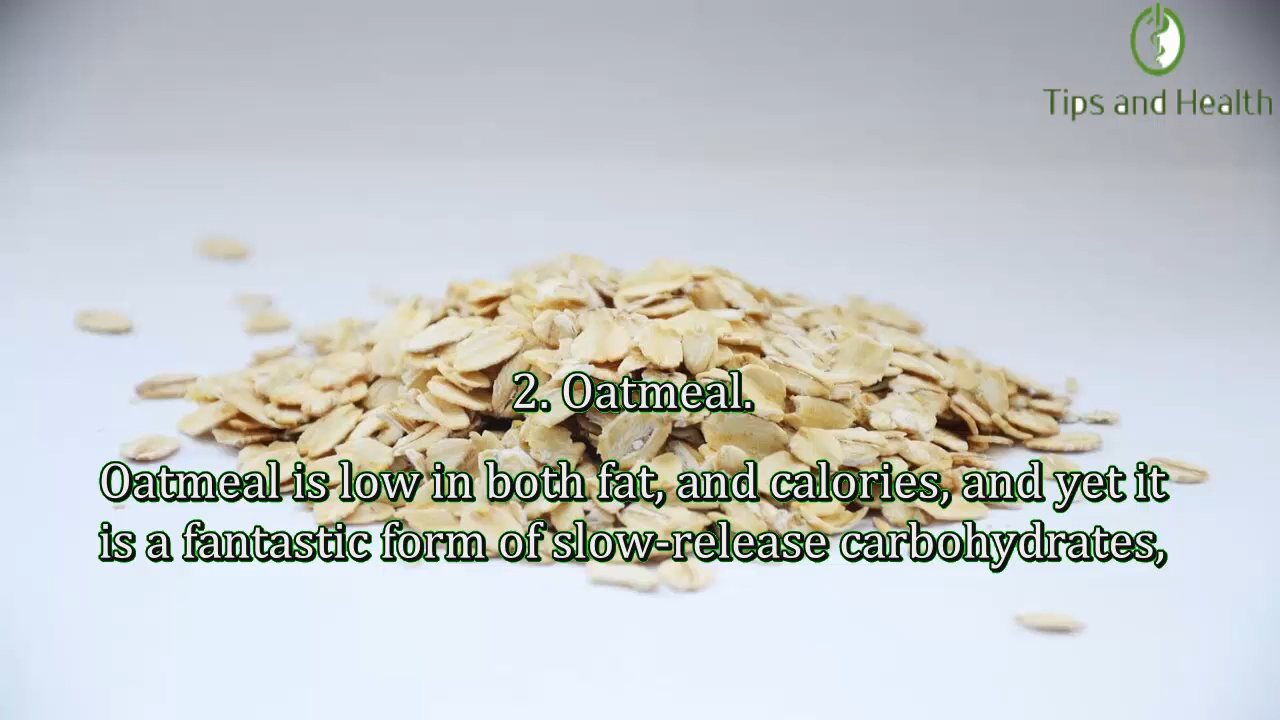 Tips and Health
2. Oatmeal.
Oatmeal is low in both fat, and calories, and yet it
is a fantastic form of slow-release carbohydrates,